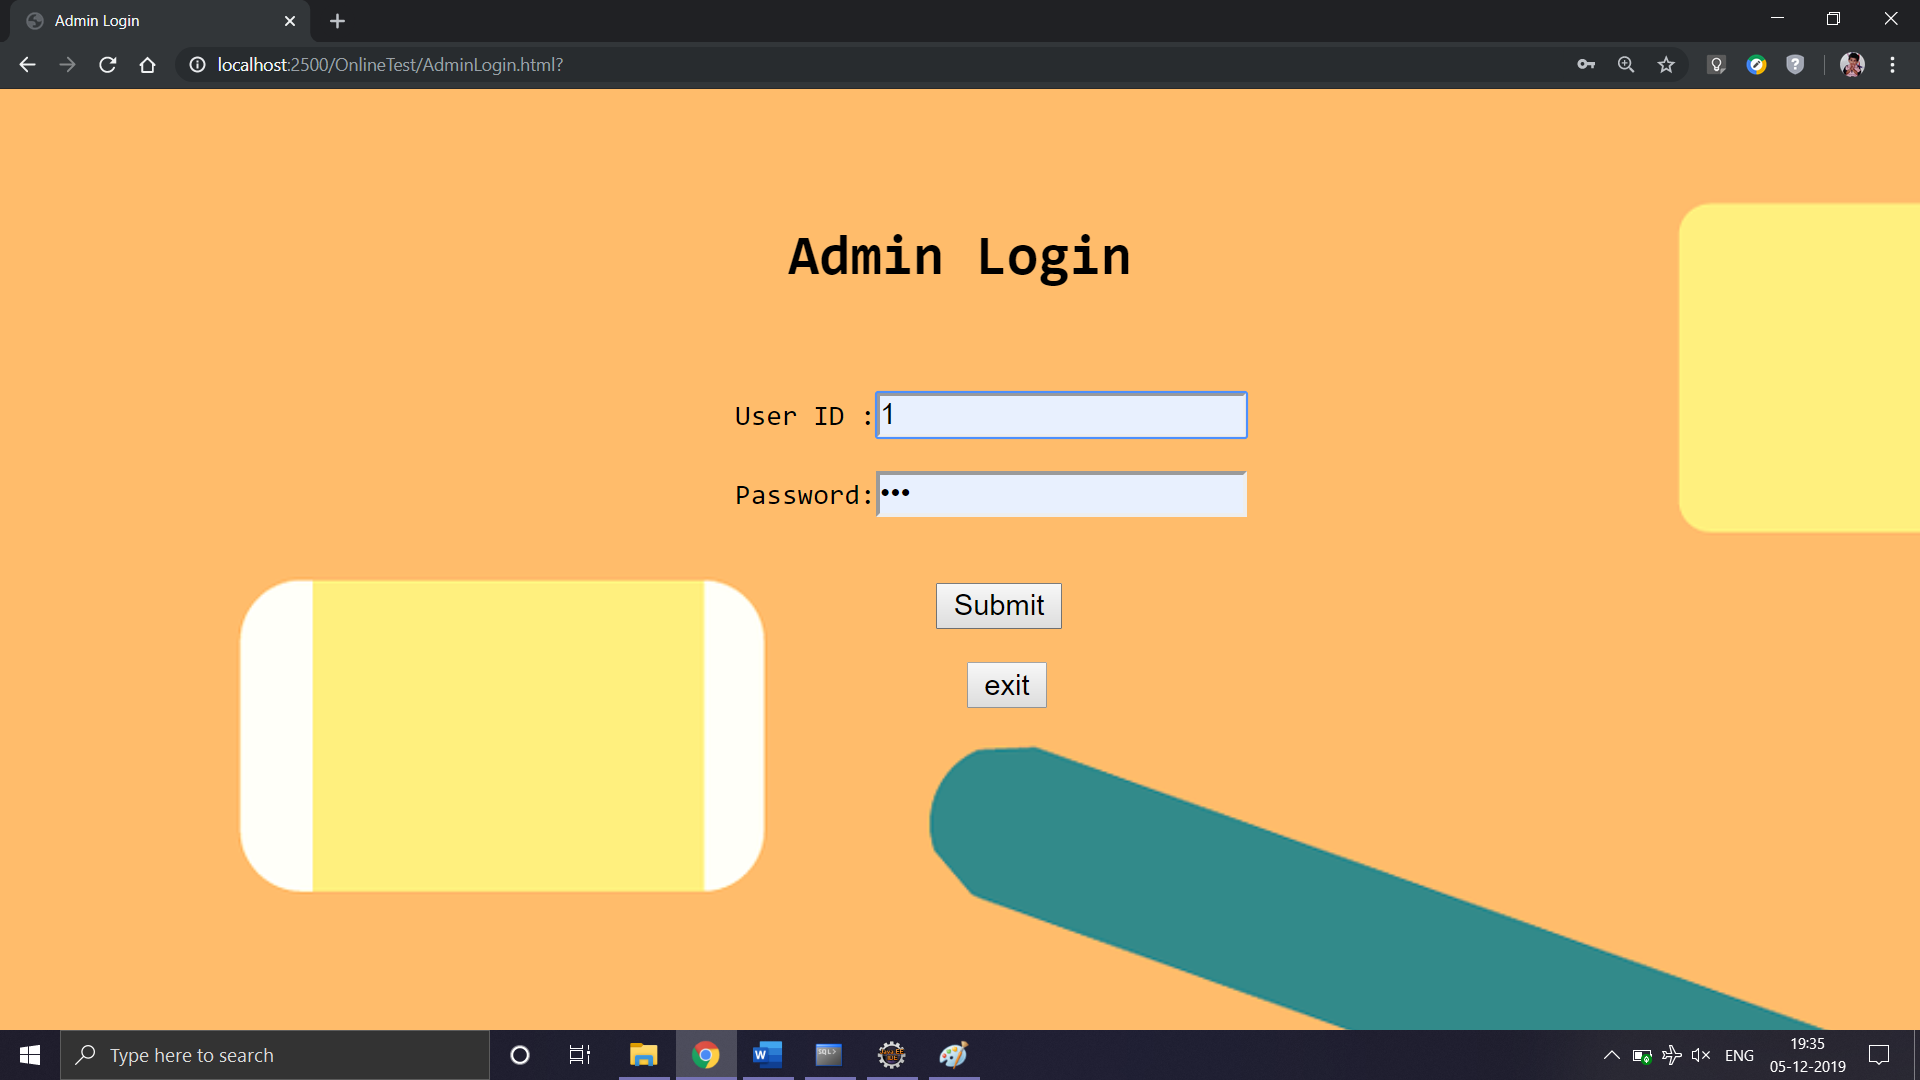 Admin Login
localhost:2500/OnlineTest/AdminLogin.html?
Admin Login
User ID :1
Password:•••
Submit
exit
Type here to search
W
SQL>
ENG
19:35
05-12-2019